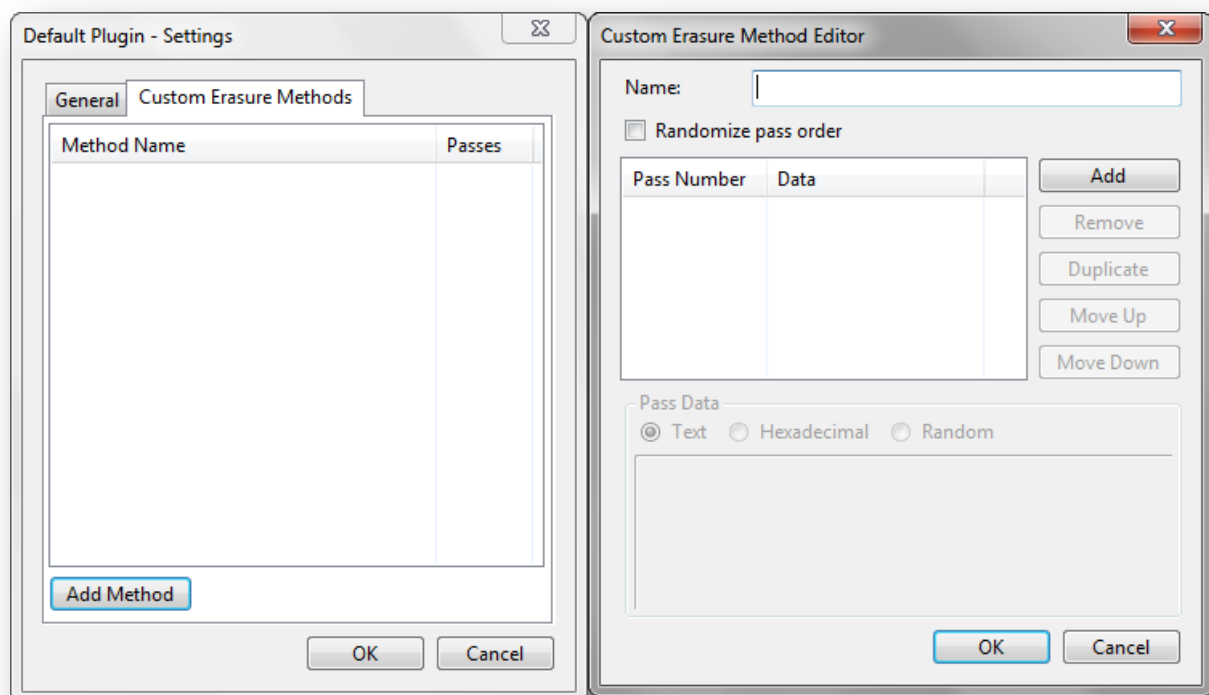 Default Plugin - Settings
General
Custom Erasure Methods
Method Name
Passes
Add Method
OK
Cancel
Custom Erasure Method Editor
Name:
Randomize pass order
Pass Number
Data
Add
Remove
Duplicate
Move Up
Move Down
Pass Data
Text
Hexadecimal
Random
OK
Cancel